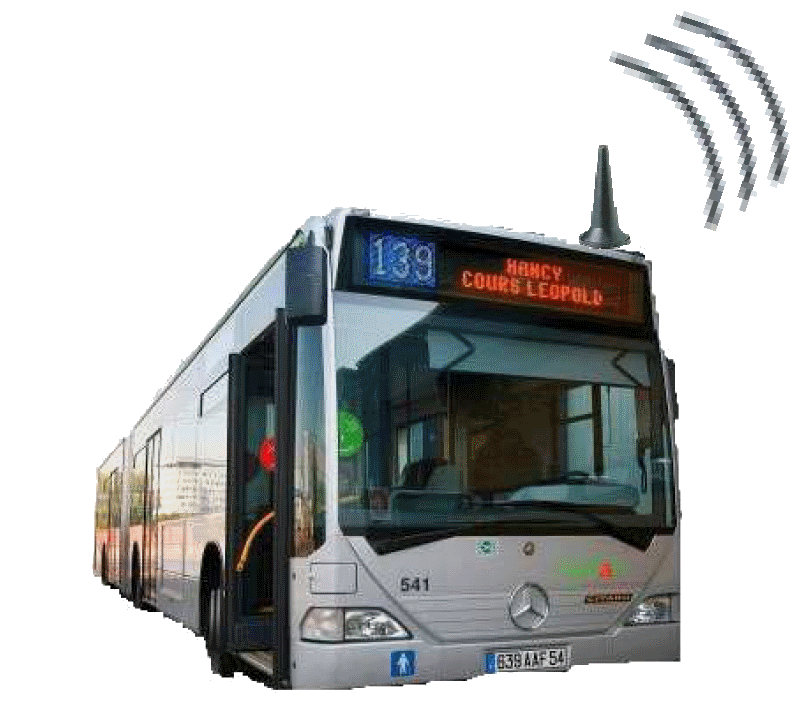 139
NANCY
COURS LEOPOLD
541
CITARO
639 AAF 54